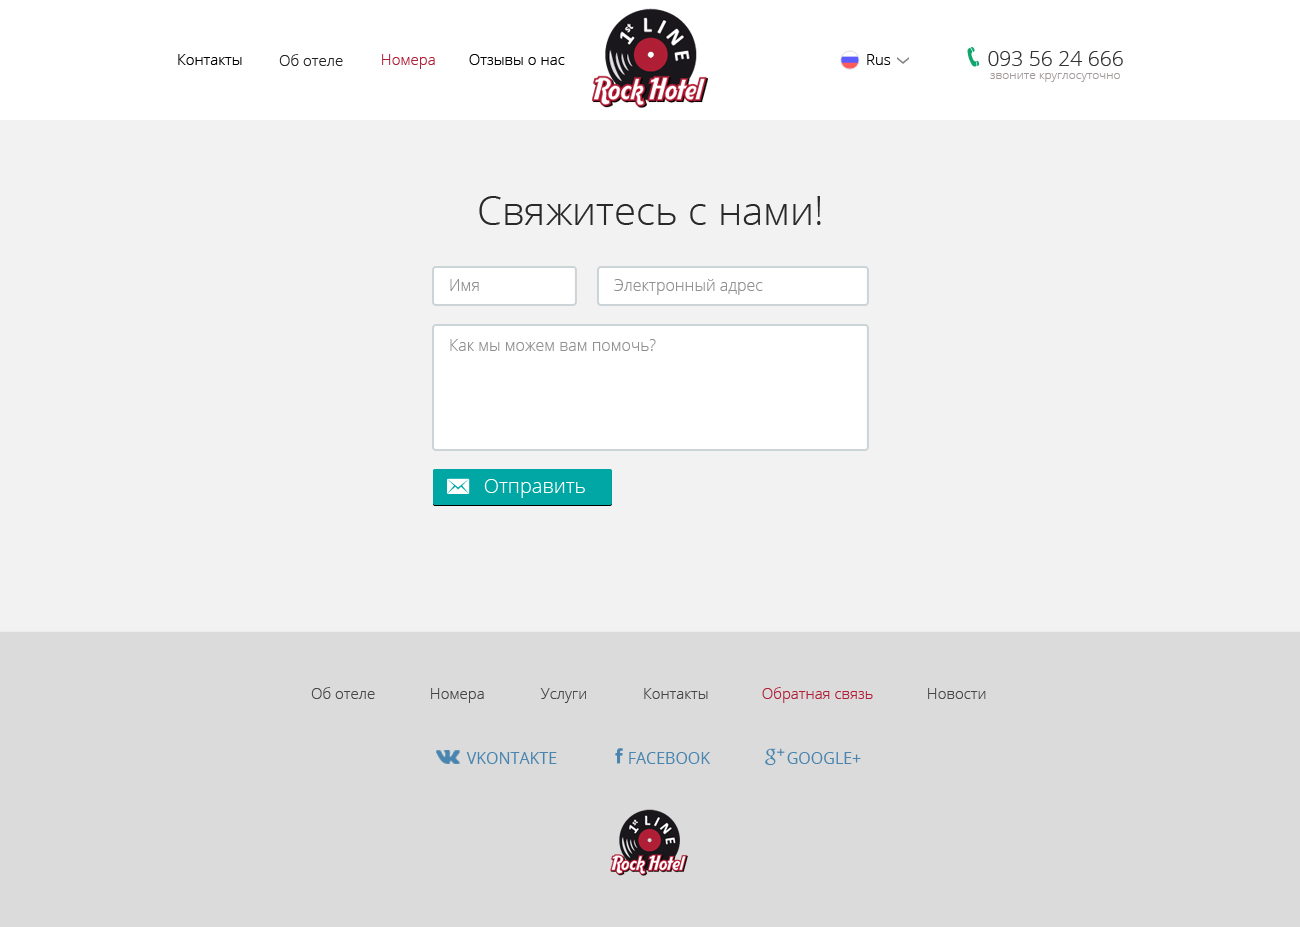 Контакты
Об отеле
Номера
Отзывы о нас
1st LINE
Rock Hotel
Rus
093 56 24 666
звоните круглосуточно
Свяжитесь с нами!
Имя
Электронный адрес
Как мы можем вам помочь?
Отправить
Об отеле
Номера
Услуги
Контакты
Обратная связь
Новости
VKONTAKTE
f FACEBOOK
g+ GOOGLE+
1st LINE
Rock Hotel